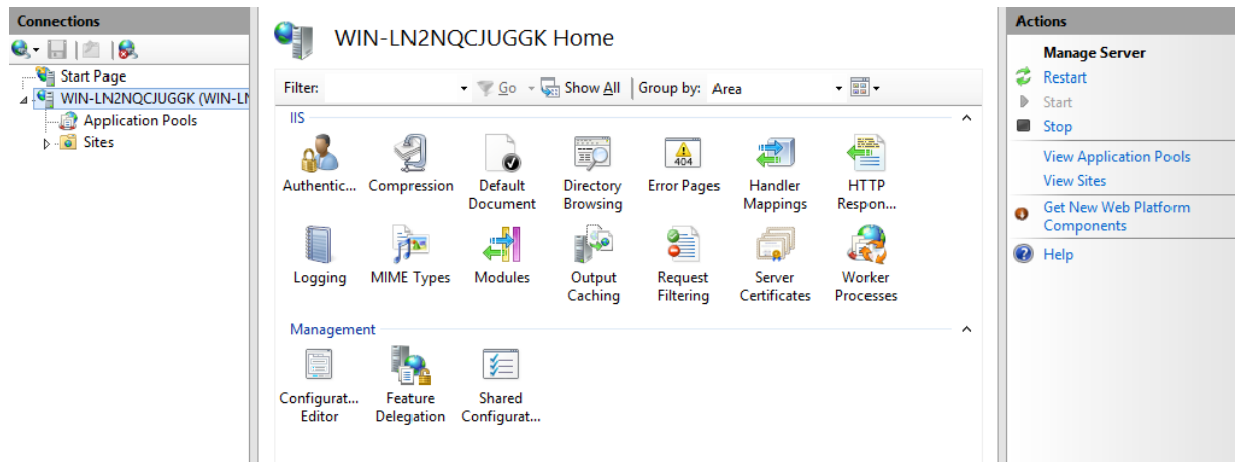 Connections
Start Page
WIN-LN2NQCJUGGK (WIN-LN
Application Pools
Sites
WIN-LN2NQCJUGGK Home
Filter:
Go
Show All
Group by: Area
IIS
Authentic... Compression Default Document Directory Browsing Error Pages Handler Mappings HTTP Respon...
404
Logging MIME Types Modules Output Caching Request Filtering Server Certificates Worker Processes
Management
Configurat... Editor Feature Delegation Shared Configurat...
Actions
Manage Server
Restart
Start
Stop
View Application Pools
View Sites
Get New Web Platform
Components
Help